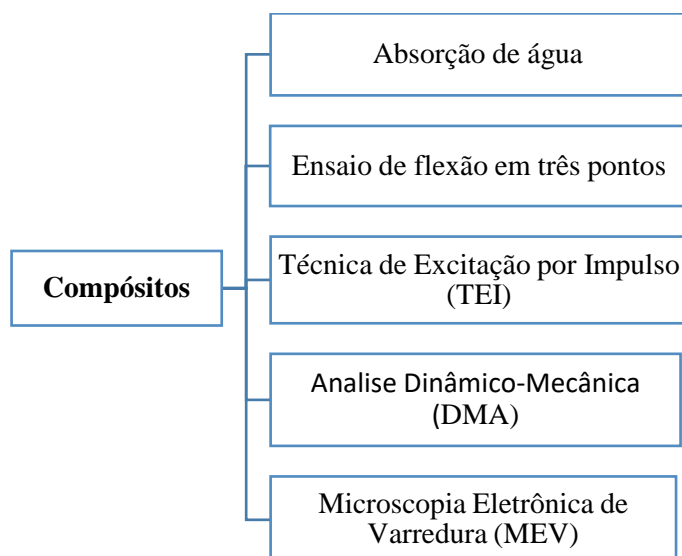 Absorção de água
Ensaio de flexão em três pontos
Compósitos
Técnica de Excitação por Impulso
(TEI)
Analise Dinâmico-Mecânica
(DMA)
Microscopia Eletrônica de
Varredura (MEV)